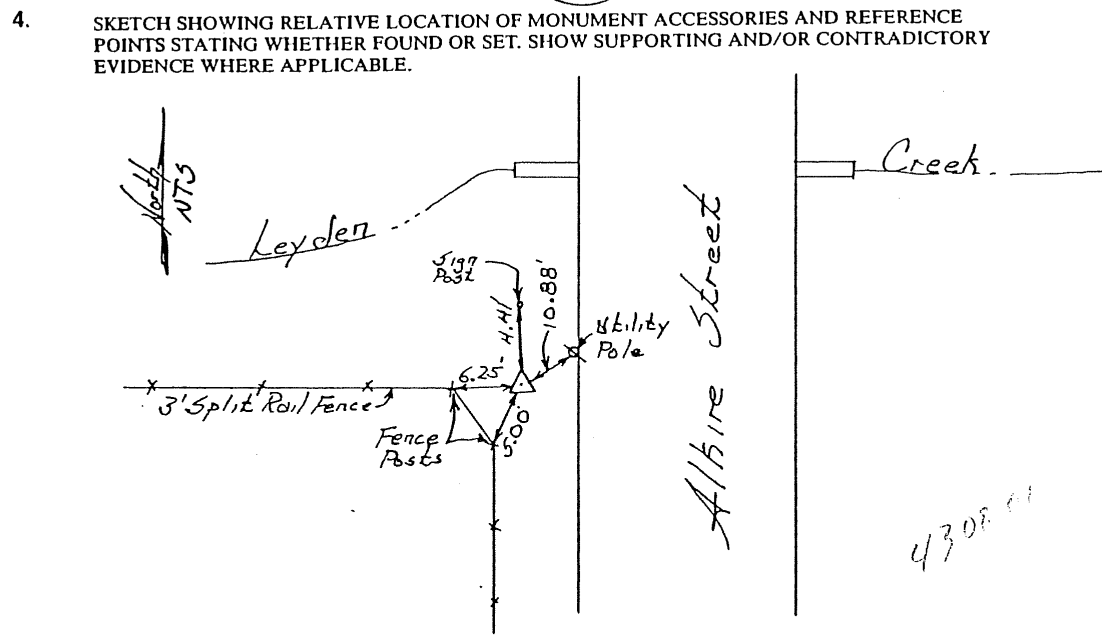 4. SKETCH SHOWING RELATIVE LOCATION OF MONUMENT ACCESSORIES AND REFERENCE
POINTS STATING WHETHER FOUND OR SET. SHOW SUPPORTING AND/OR CONTRADICTORY
EVIDENCE WHERE APPLICABLE.
North
NTS
Leyden
Creek.
Sign
Post
4.41
10.88'
Utility
Pole
6.25'
3' Split Rail Fence
5.00
Fence
Posts
Alkire Street
4308